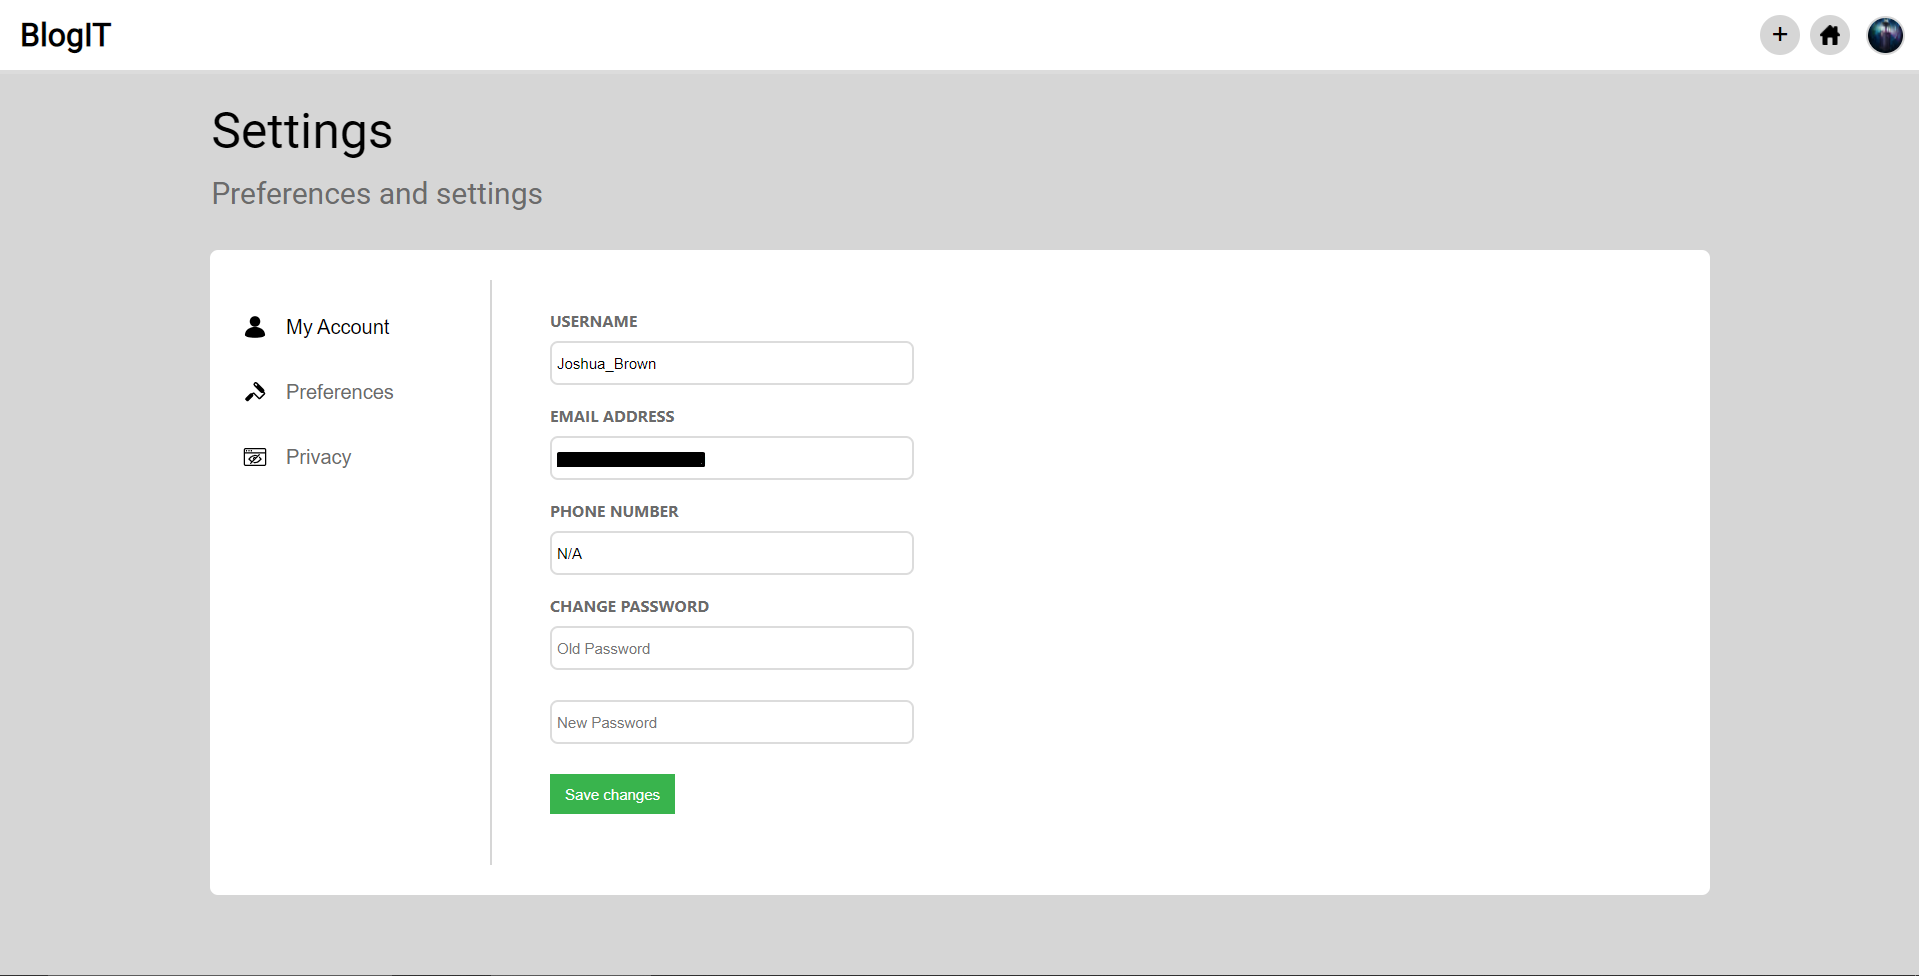 BlogIT
Settings
Preferences and settings
My Account
Preferences
Privacy
USERNAME
Joshua_Brown
EMAIL ADDRESS
PHONE NUMBER
N/A
CHANGE PASSWORD
Old Password
New Password
Save changes